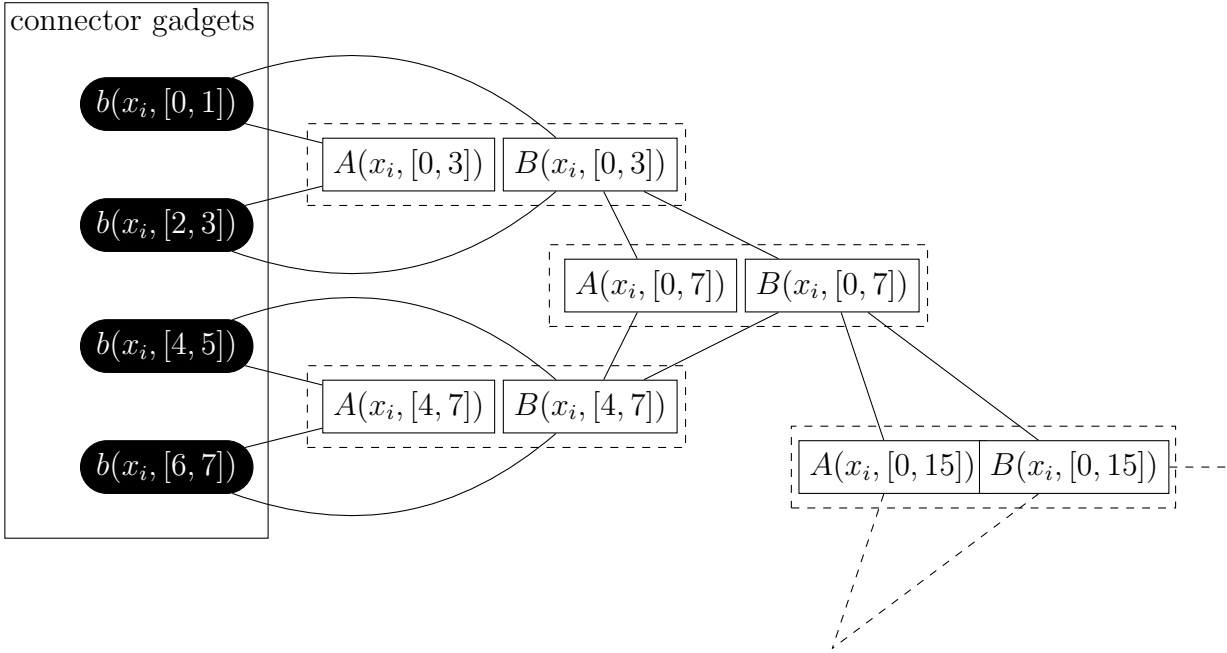 connector gadgets
b(x_i, [0, 1])
A(x_i, [0, 3])
B(x_i, [0, 3])
b(x_i, [2, 3])
A(x_i, [0, 7])
B(x_i, [0, 7])
b(x_i, [4, 5])
A(x_i, [4, 7])
B(x_i, [4, 7])
b(x_i, [6, 7])
A(x_i, [0, 15])
B(x_i, [0, 15])